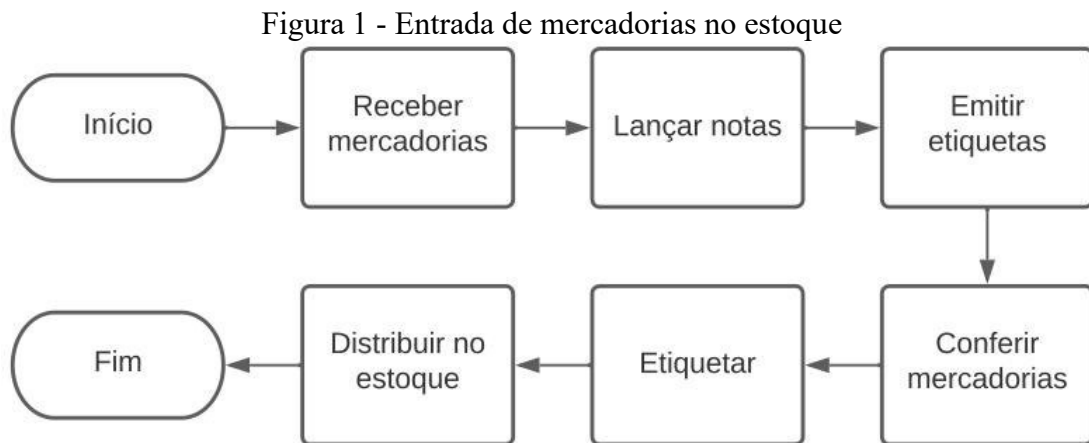 Figura 1 - Entrada de mercadorias no estoque
Início
Receber
mercadorias
Lançar notas
Emitir
etiquetas
Conferir
mercadorias
Etiquetar
Distribuir no
estoque
Fim